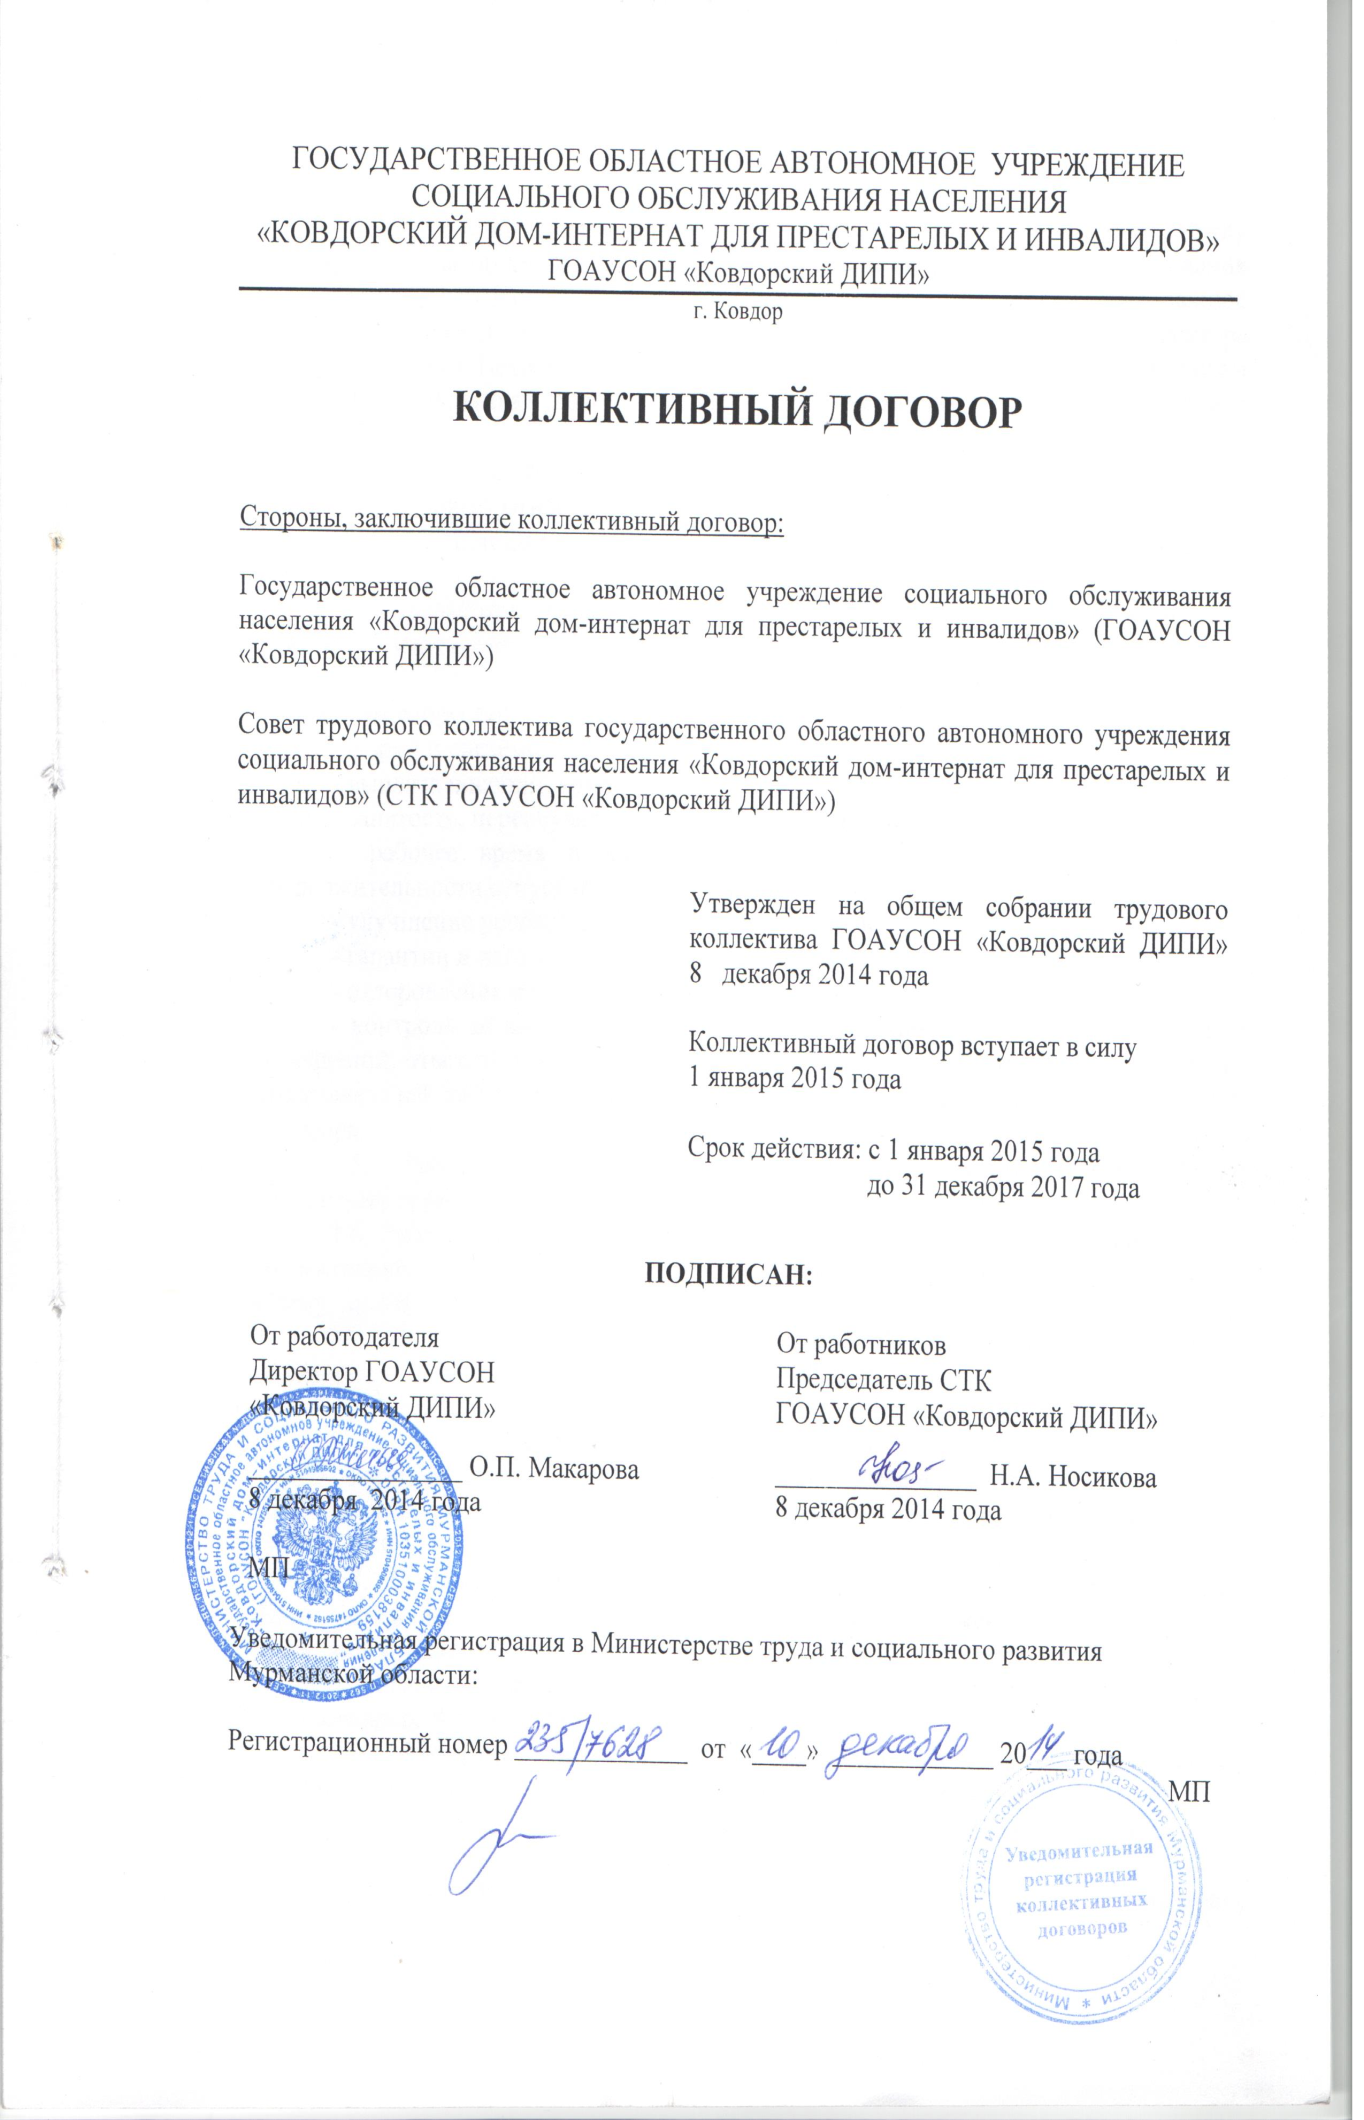 ГОСУДАРСТВЕННОЕ ОБЛАСТНОЕ АВТОНОМНОЕ УЧРЕЖДЕНИЕ
СОЦИАЛЬНОГО ОБСЛУЖИВАНИЯ НАСЕЛЕНИЯ
«КОВДОРСКИЙ ДОМ-ИНТЕРНАТ ДЛЯ ПРЕСТАРЕЛЫХ И ИНВАЛИДОВ»
ГОАУСОН «Ковдорский ДИПИ»
г. Ковдор
КОЛЛЕКТИВНЫЙ ДОГОВОР
Стороны, заключившие коллективный договор:
Государственное областное автономное учреждение социального обслуживания
населения «Ковдорский дом-интернат для престарелых и инвалидов» (ГОАУСОН
«Ковдорский ДИПИ»)
Совет трудового коллектива государственного областного автономного учреждения
социального обслуживания населения «Ковдорский дом-интернат для престарелых и
инвалидов» (СТК ГОАУСОН «Ковдорский ДИПИ»)
Утвержден на общем собрании трудового
коллектива ГОАУСОН «Ковдорский ДИПИ»
8 декабря 2014 года
Коллективный договор вступает в силу
1 января 2015 года
Срок действия: с 1 января 2015 года
до 31 декабря 2017 года
ПОДПИСАН:
От работодателя
Директор ГОАУСОН
«Ковдорский ДИПИ»
О.П. Макарова
8 декабря 2014 года
МП
От работников
Председатель СТК
ГОАУСОН «Ковдорский ДИПИ»
Н.А. Носикова
8 декабря 2014 года
Уведомительная регистрация в Министерстве труда и социального развития
Мурманской области:
Регистрационный номер 235/7628 от «10» декабря 2014 года
МП
Министерство труда и социального развития Мурманской области *
Уведомительная
регистрация
коллективных
договоров